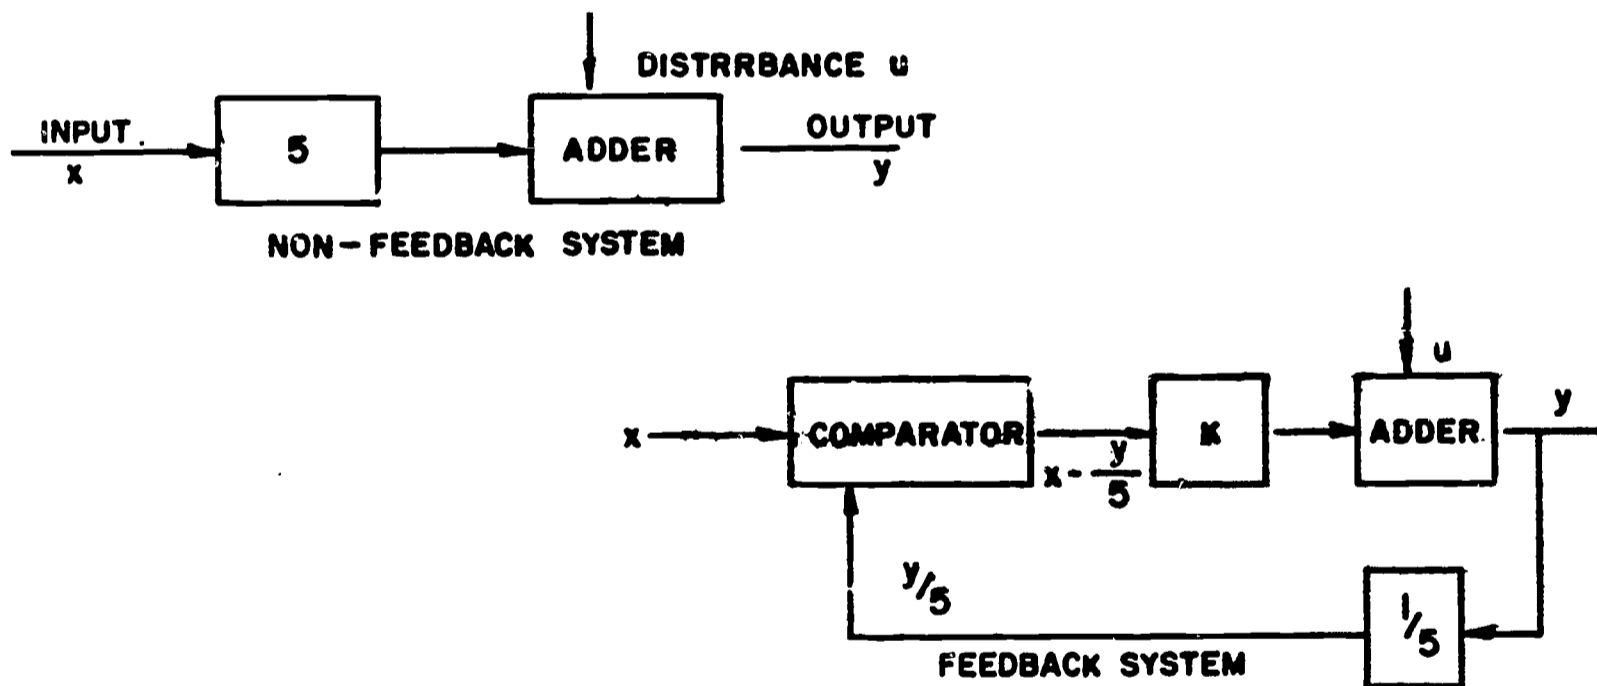 DISTRRBANCE u
INPUT
x
5
ADDER
OUTPUT
y
NON-FEEDBACK SYSTEM
u
x
COMPARATOR
x - y/5
K
ADDER
y
y/5
1/5
FEEDBACK SYSTEM